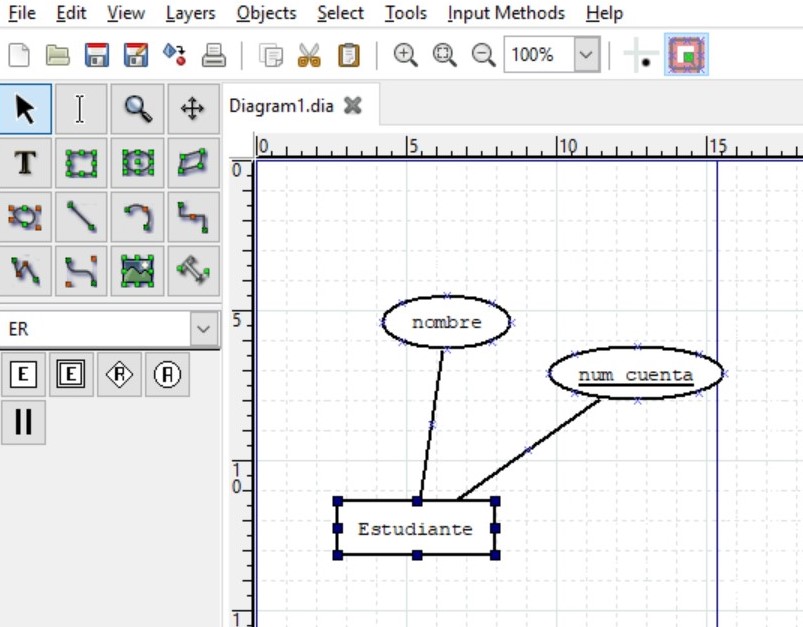 File Edit View Layers Objects Select Tools Input Methods Help
100%
Diagram1.dia
0 5 10 15
T
0
nombre
5
ER
num cuenta
E E R A
10
Estudiante
1